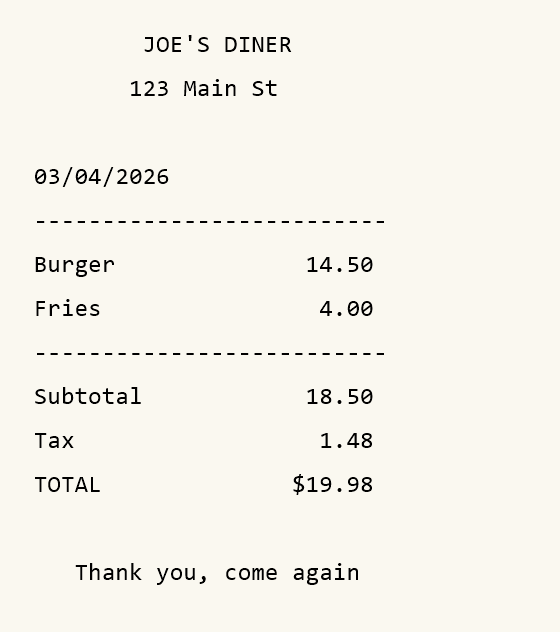 JOE'S DINER
123 Main St
03/04/2026
--------------------------
Burger 14.50
Fries 4.00
--------------------------
Subtotal 18.50
Tax 1.48
TOTAL $19.98
Thank you, come again